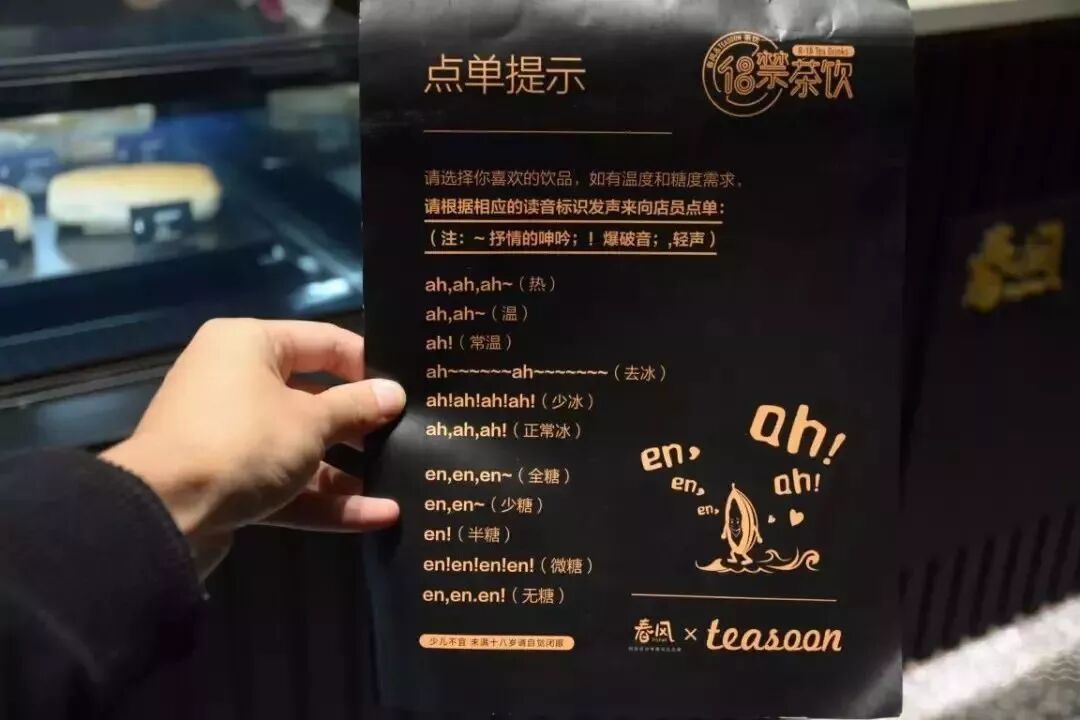 点单提示
R-18 Tea Drinks
侣禁茶饮
请选择你喜欢的饮品，如有温度和糖度需求，
请根据相应的读音标识发声来向店员点单：
（注：~ 抒情的呻吟；！爆破音；,轻声）
ah,ah,ah~（热）
ah,ah~（温）
ah!（常温）
ah~~~~~~ah~~~~~~~（去冰）
ah!ah!ah!ah!（少冰）
ah,ah,ah!（正常冰）
en,en,en~（全糖）
en,en~（少糖）
en!（半糖）
en!en!en!en!（微糖）
en,en.en!（无糖）
en,
en,
en,
ah!
ah!
少儿不宜 未满十八岁请自觉闭眼
春风 × teasoon